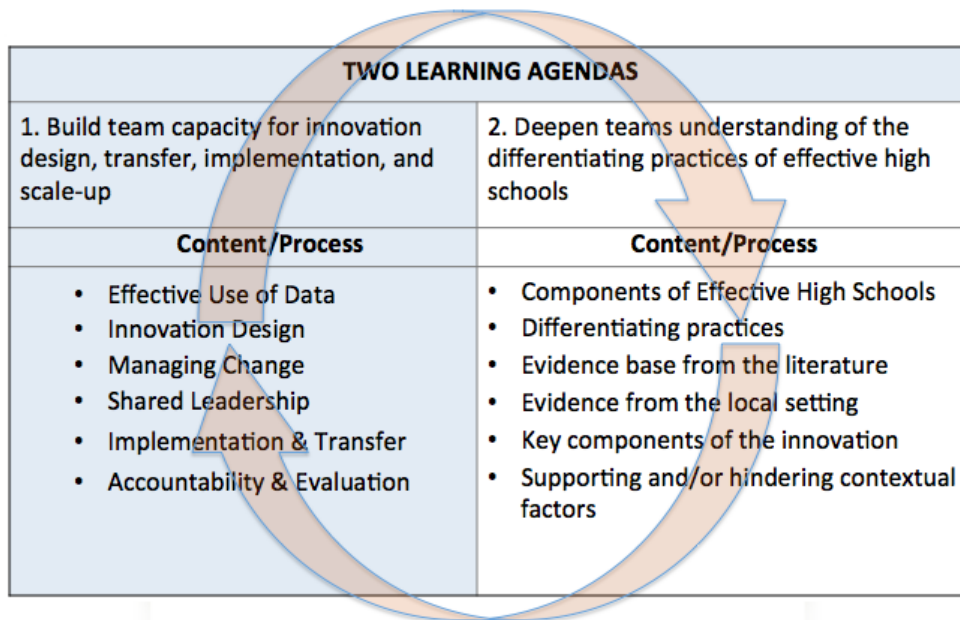 TWO LEARNING AGENDAS
1. Build team capacity for innovation
design, transfer, implementation, and
scale-up
2. Deepen teams understanding of the
differentiating practices of effective high
schools
Content/Process
• Effective Use of Data
• Innovation Design
• Managing Change
• Shared Leadership
• Implementation & Transfer
• Accountability & Evaluation
Content/Process
• Components of Effective High Schools
• Differentiating practices
• Evidence base from the literature
• Evidence from the local setting
• Key components of the innovation
• Supporting and/or hindering contextual
factors